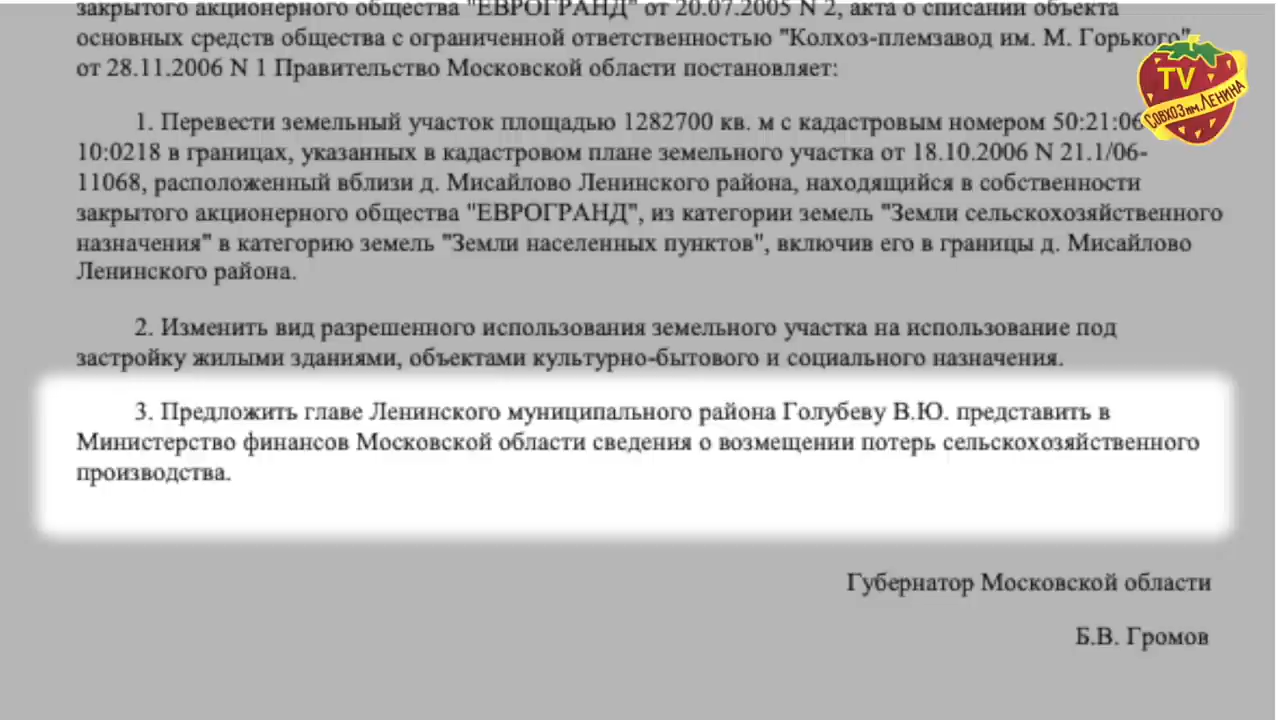 закрытого акционерного общества "ЕВРОГРАНД" от 20.07.2005 N 2, акта о списании объекта
основных средств общества с ограниченной ответственностью "Колхоз-племзавод им. М. Горького"
от 28.11.2006 N 1 Правительство Московской области постановляет:
1. Перевести земельный участок площадью 1282700 кв. м с кадастровым номером 50:21:06
10:0218 в границах, указанных в кадастровом плане земельного участка от 18.10.2006 N 21.1/06-
11068, расположенный вблизи д. Мисайлово Ленинского района, находящийся в собственности
закрытого акционерного общества "ЕВРОГРАНД", из категории земель "Земли сельскохозяйственного
назначения" в категорию земель "Земли населенных пунктов", включив его в границы д. Мисайлово
Ленинского района.
2. Изменить вид разрешенного использования земельного участка на использование под
застройку жилыми зданиями, объектами культурно-бытового и социального назначения.
3. Предложить главе Ленинского муниципального района Голубеву В.Ю. представить в
Министерство финансов Московской области сведения о возмещении потерь сельскохозяйственного
производства.
Губернатор Московской области
Б.В. Громов
TV
СОВХОЗ им. ЛЕНИНА